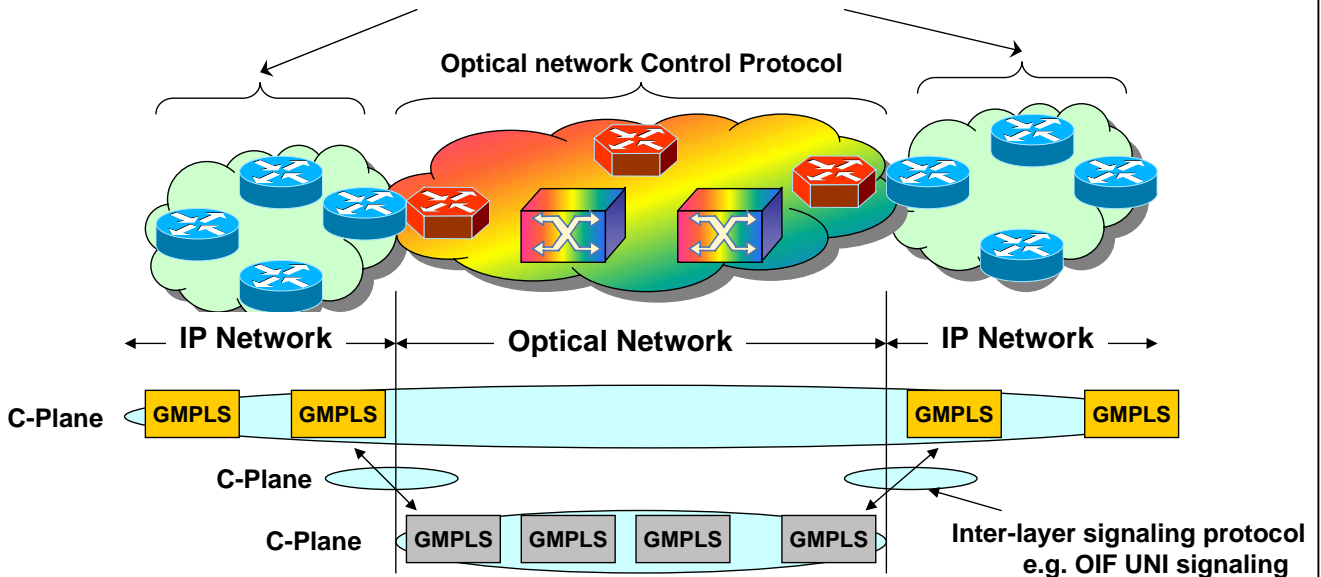 Optical network Control Protocol
IP Network
Optical Network
IP Network
C-Plane
GMPLS
GMPLS
GMPLS
GMPLS
C-Plane
C-Plane
GMPLS
GMPLS
GMPLS
GMPLS
Inter-layer signaling protocol
e.g. OIF UNI signaling